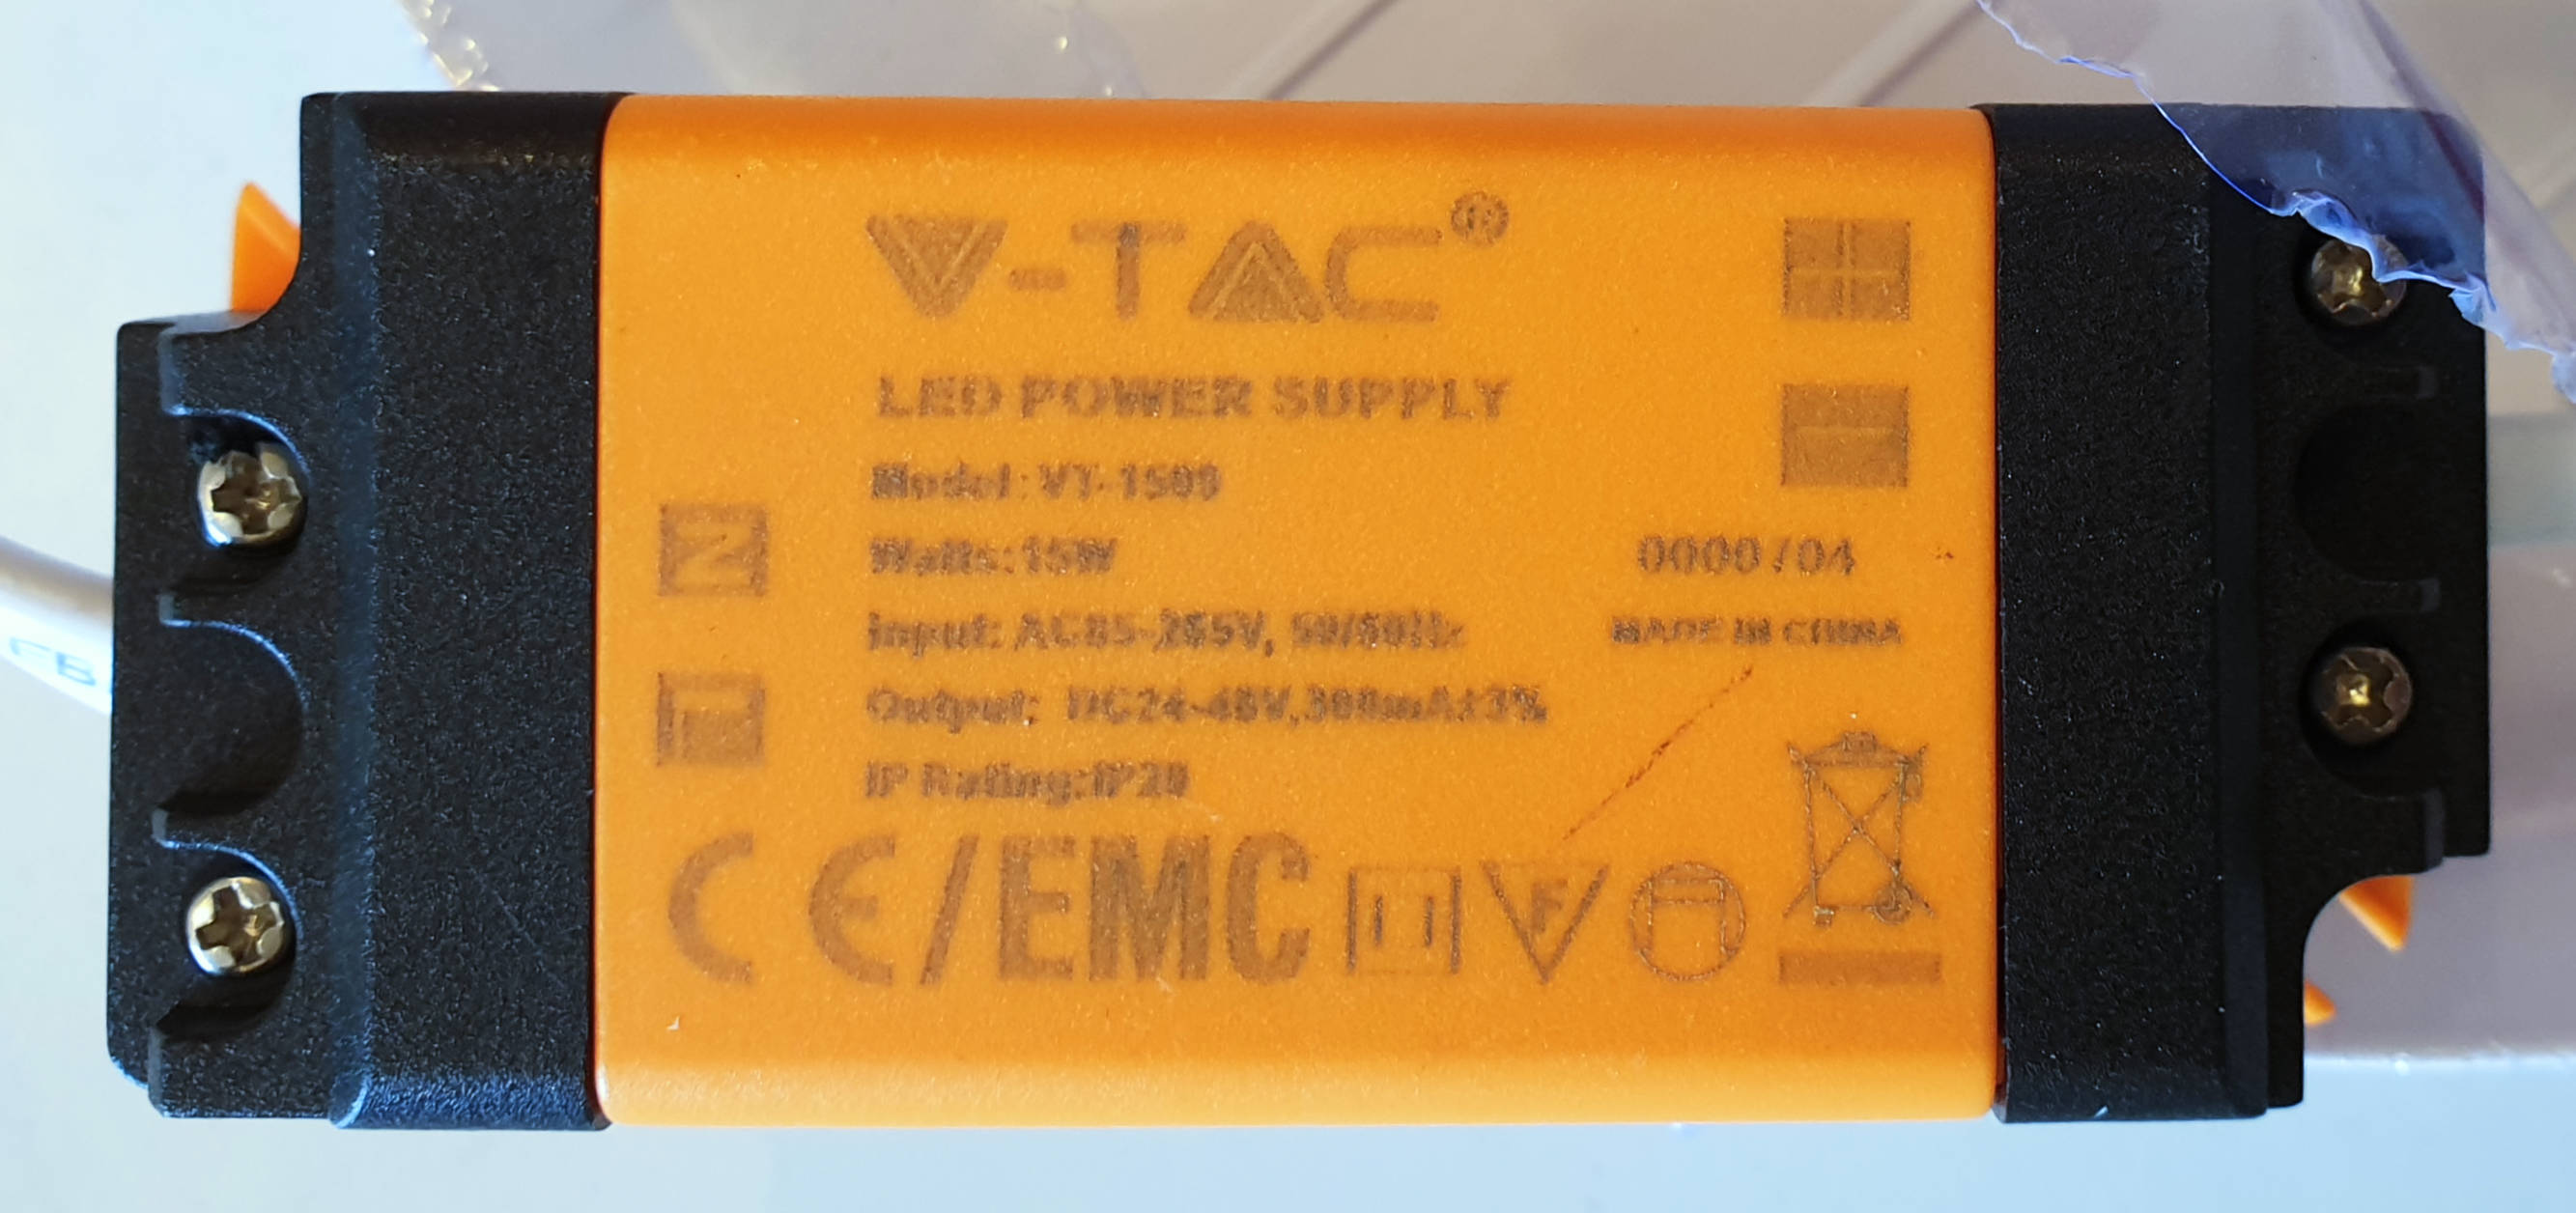 V-TAC®
LED POWER SUPPLY
Model: VT-1509
Watts: 15W
Input: AC85-265V, 50/60Hz
Output: DC24-48V, 300mA±3%
IP Rating: IP20
N
L
+
-
0000/04
MADE IN CHINA
CE CE/EMC
F